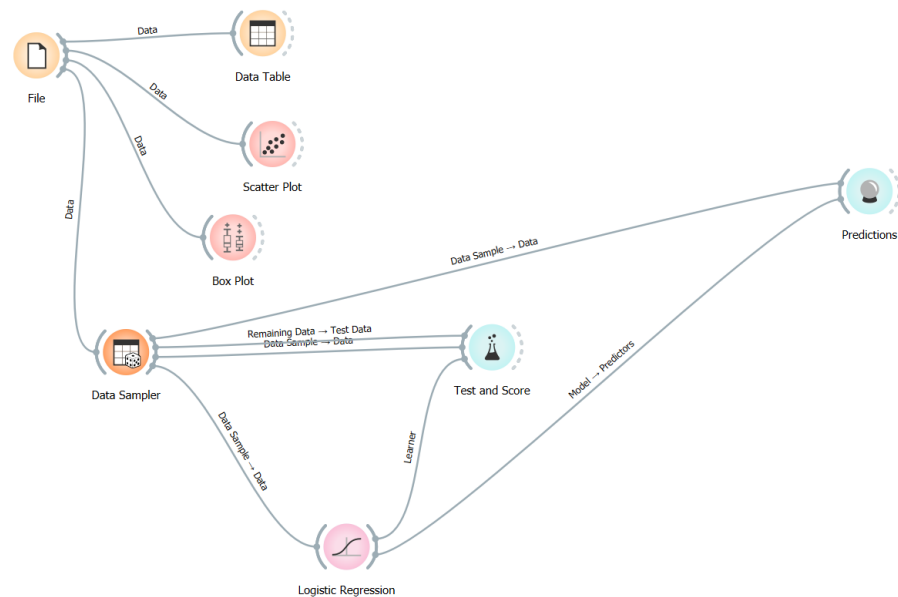 Data
Data Table
File
Data
Scatter Plot
Data
Box Plot
Data
Predictions
Data Sample → Data
Remaining Data → Test Data
Data Sample → Data
Data Sampler
Test and Score
Model → Predictors
Data Sample → Data
Learner
Logistic Regression